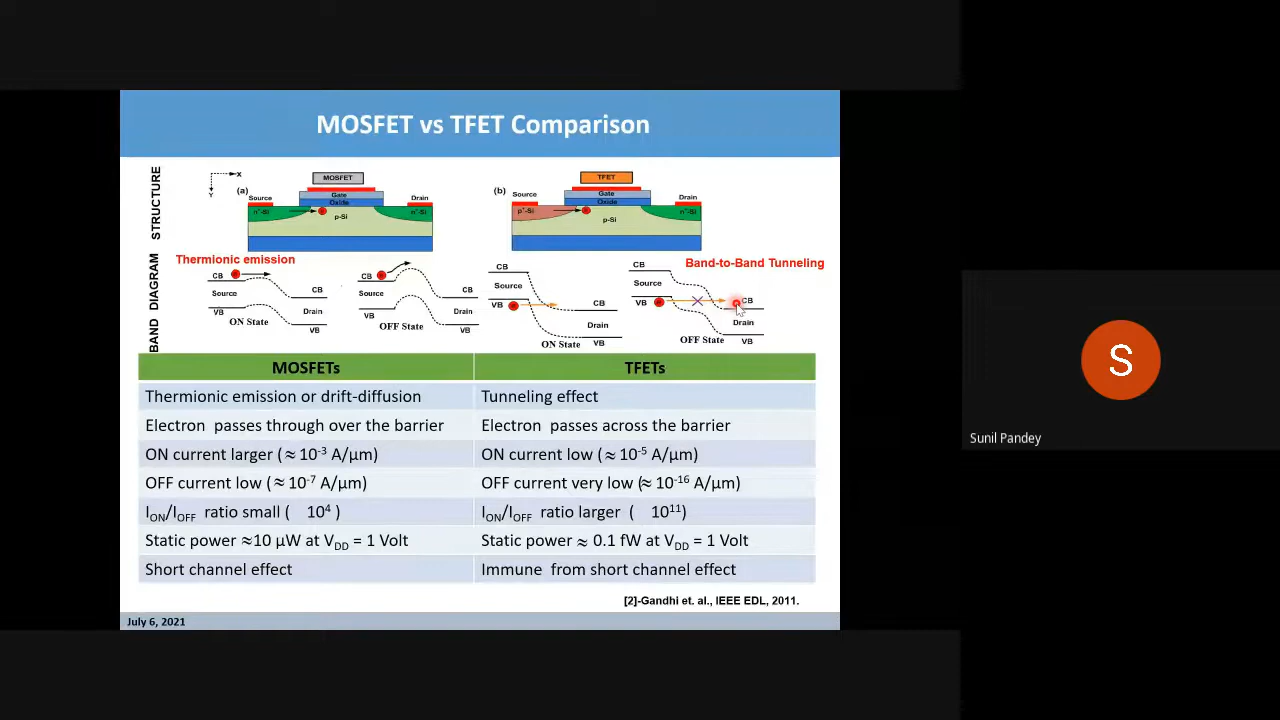 MOSFET vs TFET Comparison
STRUCTURE
X
Y
(a)
MOSFET
Source
Gate
Oxide
Drain
n+-Si
p-Si
n+-Si
(b)
TFET
Source
Gate
Oxide
Drain
p+-Si
p-Si
n+-Si
BAND DIAGRAM
Thermionic emission
CB
Source
VB
CB
Drain
VB
ON State
CB
Source
VB
CB
Drain
VB
OFF State
Band-to-Band Tunneling
CB
Source
VB
CB
Drain
VB
ON State
CB
Source
VB
CB
Drain
VB
OFF State
MOSFETs TFETs
Thermionic emission or drift-diffusion Tunneling effect
Electron passes through over the barrier Electron passes across the barrier
ON current larger (≈ 10-3 A/μm) ON current low (≈ 10-5 A/μm)
OFF current low (≈ 10-7 A/μm) OFF current very low (≈ 10-16 A/μm)
ION/IOFF ratio small ( 104 ) ION/IOFF ratio larger ( 1011)
Static power ≈10 μW at VDD = 1 Volt Static power ≈ 0.1 fW at VDD = 1 Volt
Short channel effect Immune from short channel effect
[2]-Gandhi et. al., IEEE EDL, 2011.
July 6, 2021
S
Sunil Pandey